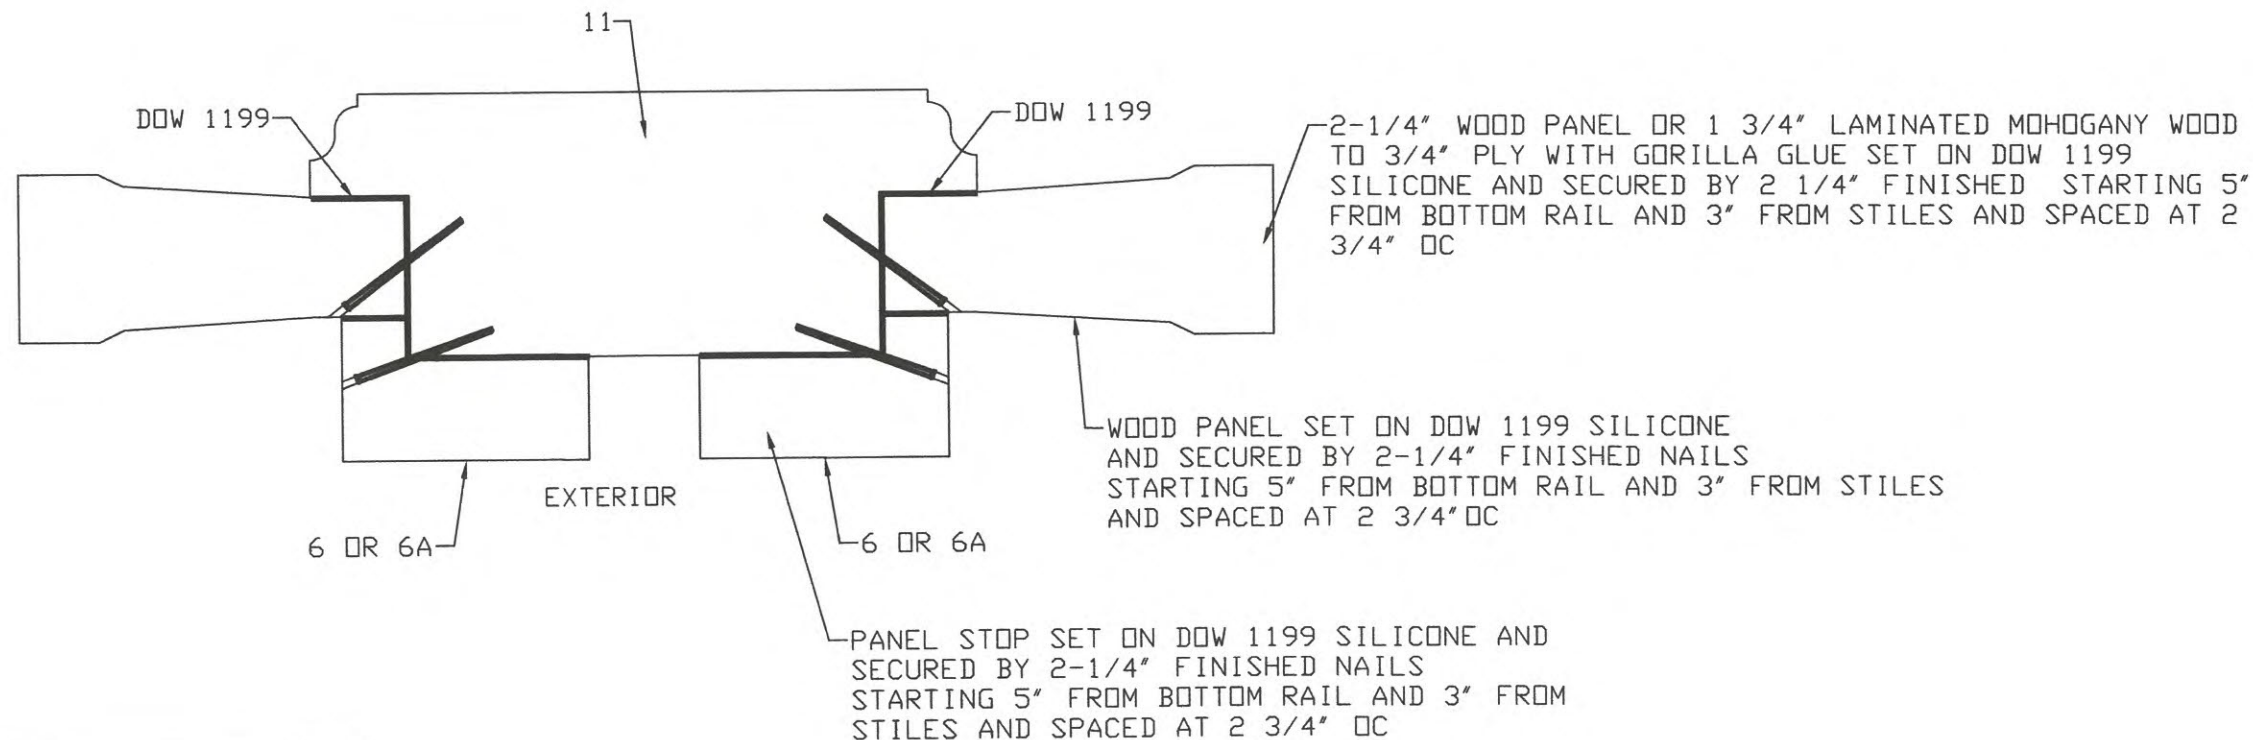 11
DOW 1199
DOW 1199
2-1/4" WOOD PANEL OR 1 3/4" LAMINATED MOHOGANY WOOD
TO 3/4" PLY WITH GORILLA GLUE SET ON DOW 1199
SILICONE AND SECURED BY 2 1/4" FINISHED STARTING 5"
FROM BOTTOM RAIL AND 3" FROM STILES AND SPACED AT 2
3/4" OC
WOOD PANEL SET ON DOW 1199 SILICONE
AND SECURED BY 2-1/4" FINISHED NAILS
STARTING 5" FROM BOTTOM RAIL AND 3" FROM STILES
AND SPACED AT 2 3/4"OC
EXTERIOR
6 OR 6A
6 OR 6A
PANEL STOP SET ON DOW 1199 SILICONE AND
SECURED BY 2-1/4" FINISHED NAILS
STARTING 5" FROM BOTTOM RAIL AND 3" FROM
STILES AND SPACED AT 2 3/4" OC